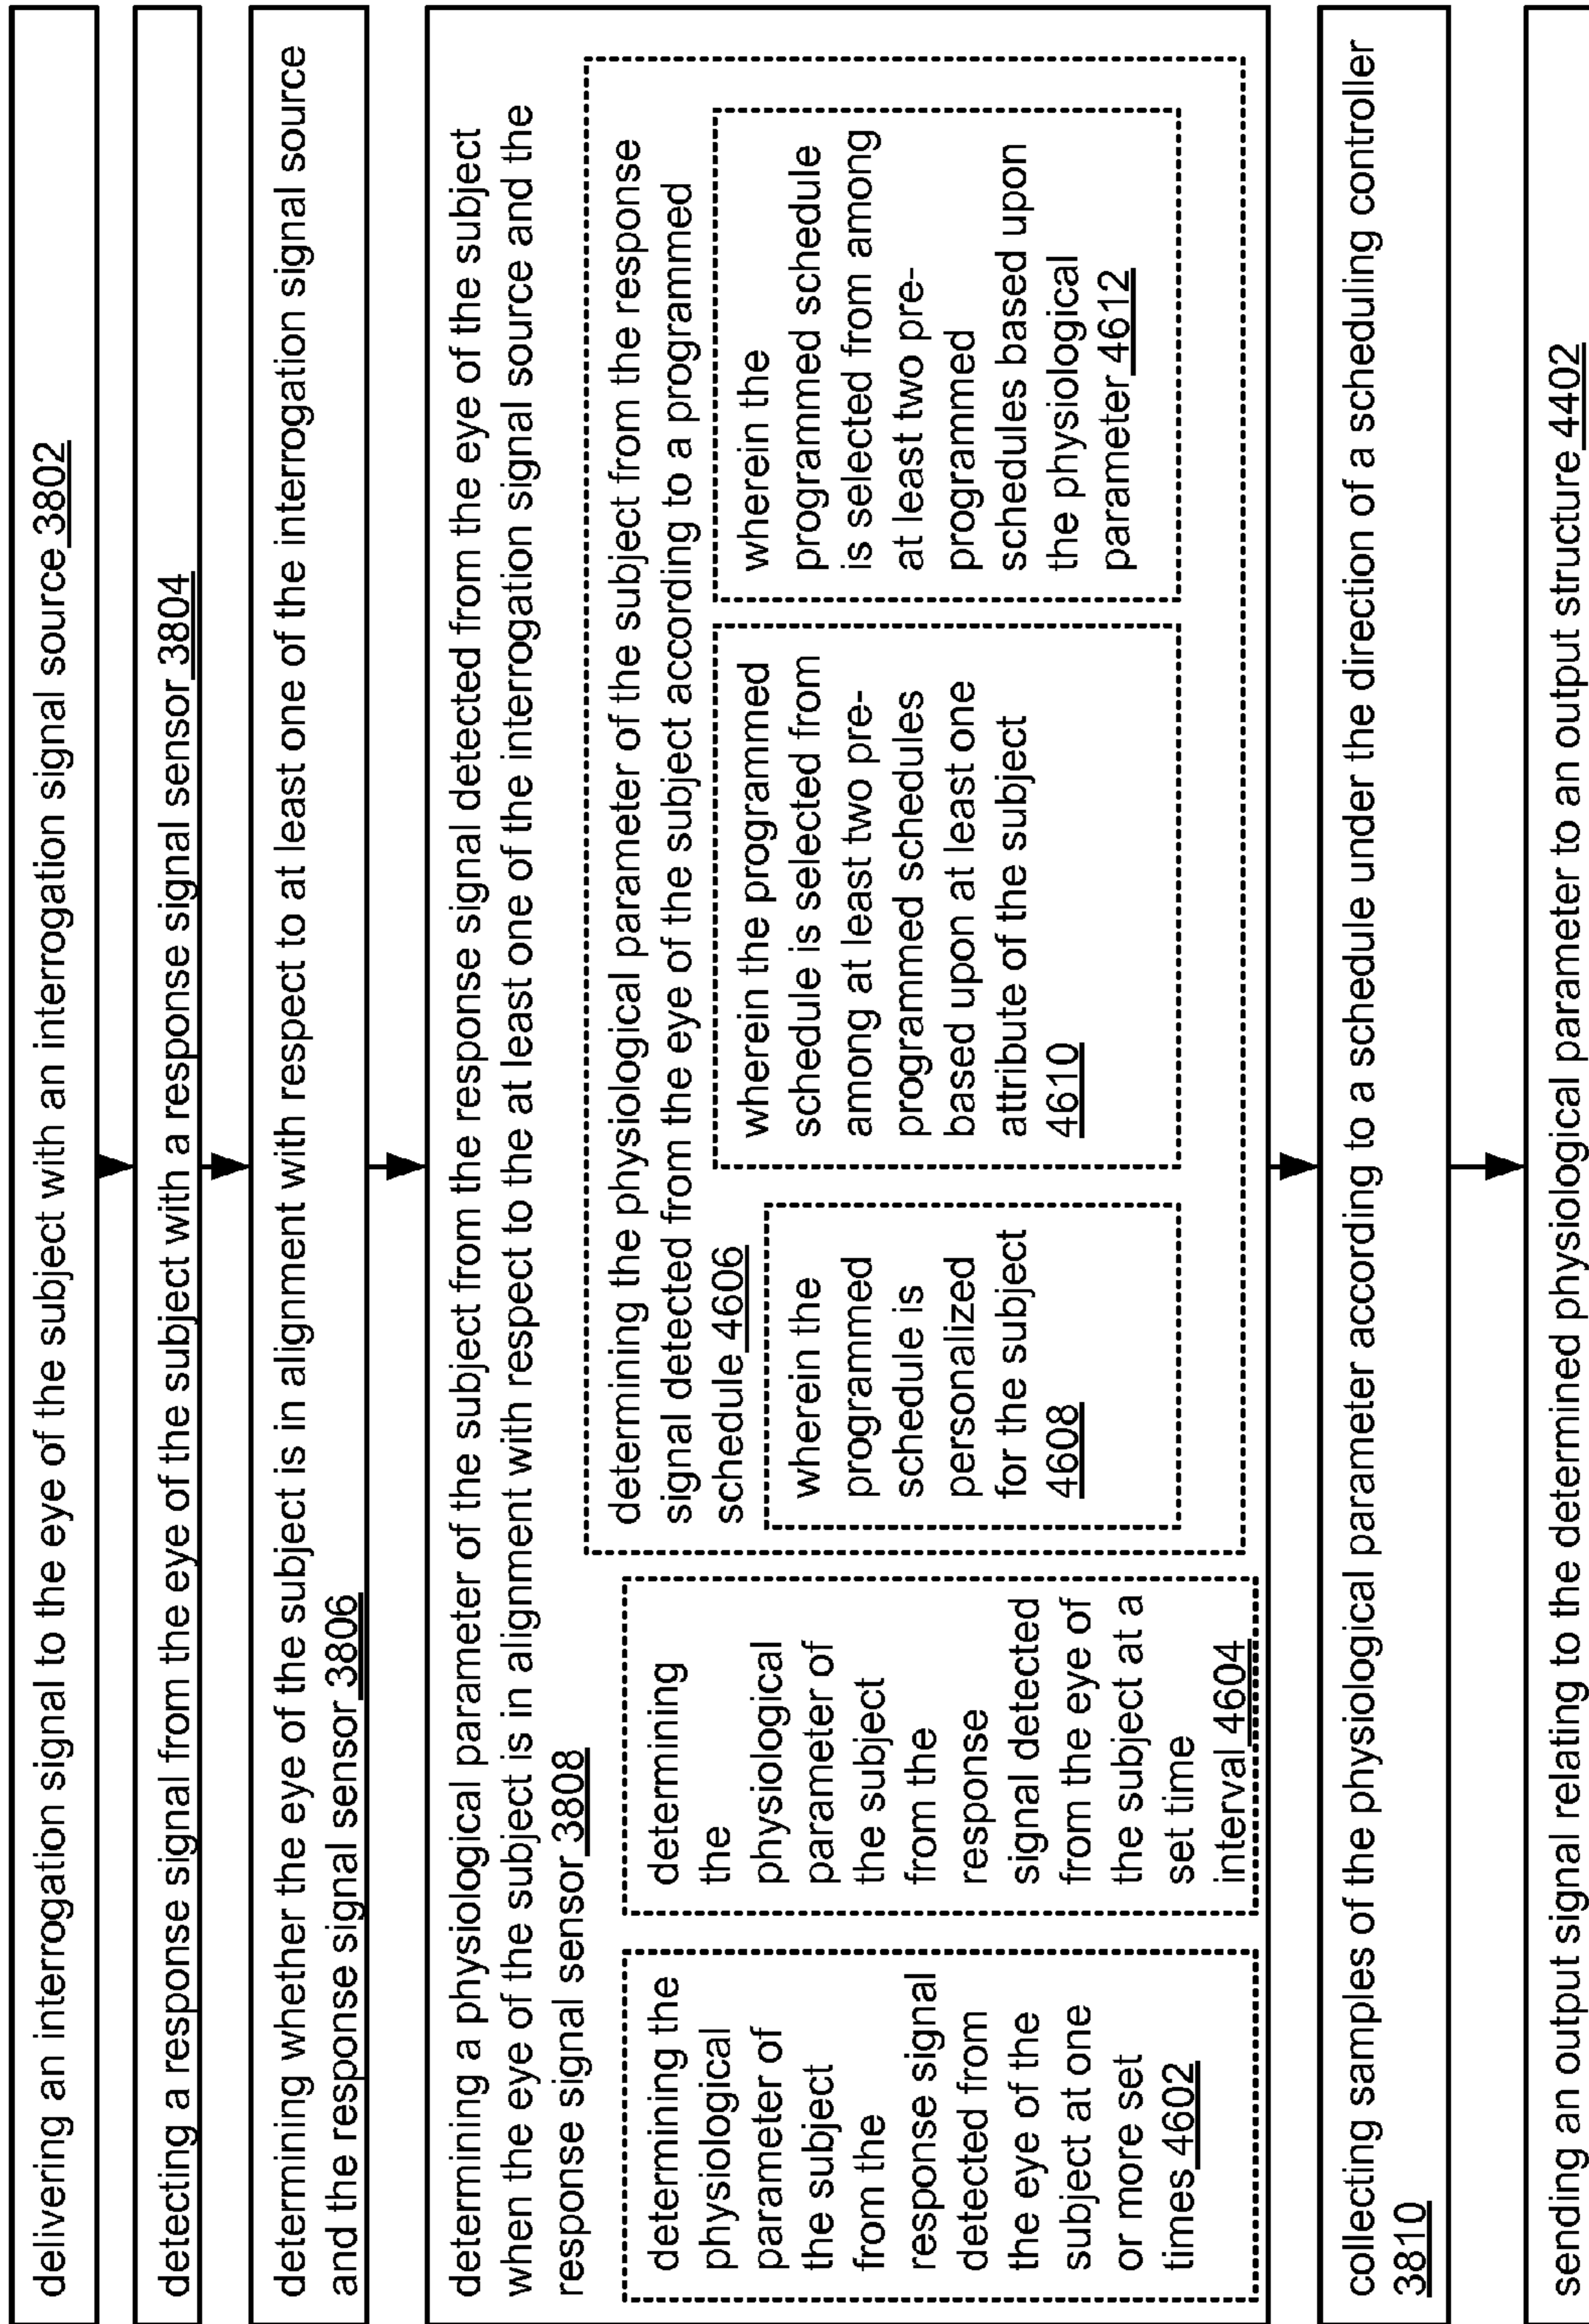 delivering an interrogation signal to the eye of the subject with an interrogation signal source 3802
detecting a response signal from the eye of the subject with a response signal sensor 3804
determining whether the eye of the subject is in alignment with respect to at least one of the interrogation signal source
and the response signal sensor 3806
determining a physiological parameter of the subject from the response signal detected from the eye of the subject
when the eye of the subject is in alignment with respect to the at least one of the interrogation signal source and the
response signal sensor 3808
determining the
physiological
parameter of
the subject
from the
response signal
detected from
the eye of the
subject at one
or more set
times 4602
determining
the
physiological
parameter of
the subject
from the
response
signal detected
from the eye of
the subject at a
set time
interval 4604
determining the physiological parameter of the subject from the response
signal detected from the eye of the subject according to a programmed
schedule 4606
wherein the
programmed
schedule is
personalized
for the subject
4608
wherein the programmed
schedule is selected from
among at least two pre-
programmed schedules
based upon at least one
attribute of the subject
4610
wherein the
programmed schedule
is selected from among
at least two pre-
programmed
schedules based upon
the physiological
parameter 4612
collecting samples of the physiological parameter according to a schedule under the direction of a scheduling controller
3810
sending an output signal relating to the determined physiological parameter to an output structure 4402